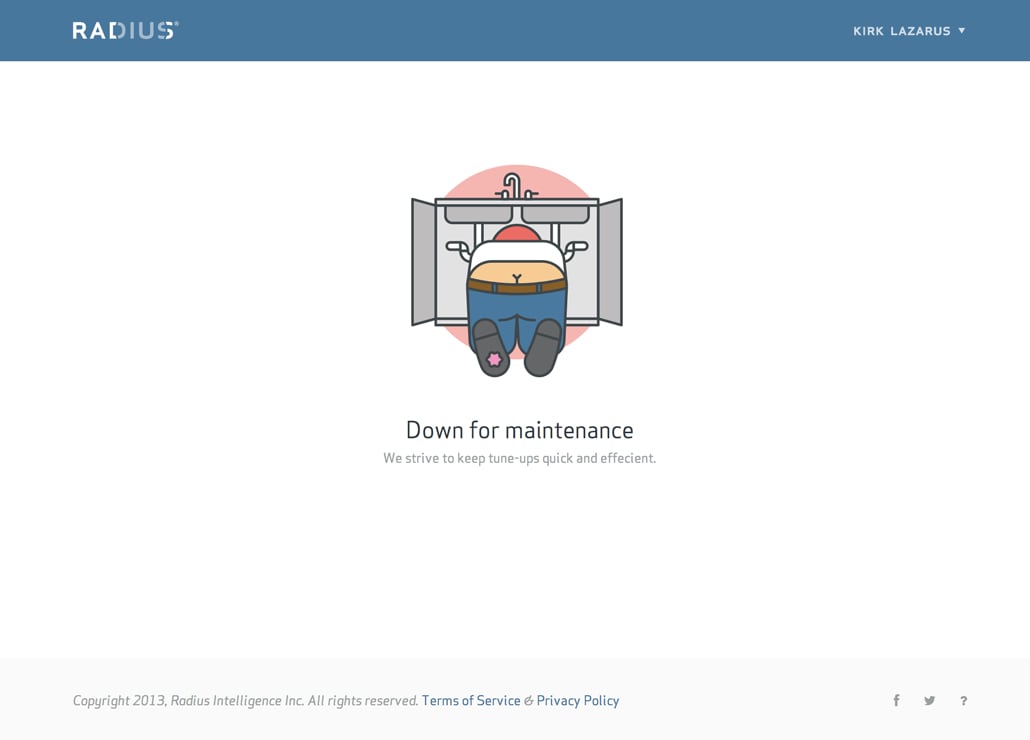 RADIUS®
KIRK LAZARUS
Down for maintenance
We strive to keep tune-ups quick and effecient.
Copyright 2013, Radius Intelligence Inc. All rights reserved. Terms of Service & Privacy Policy
?